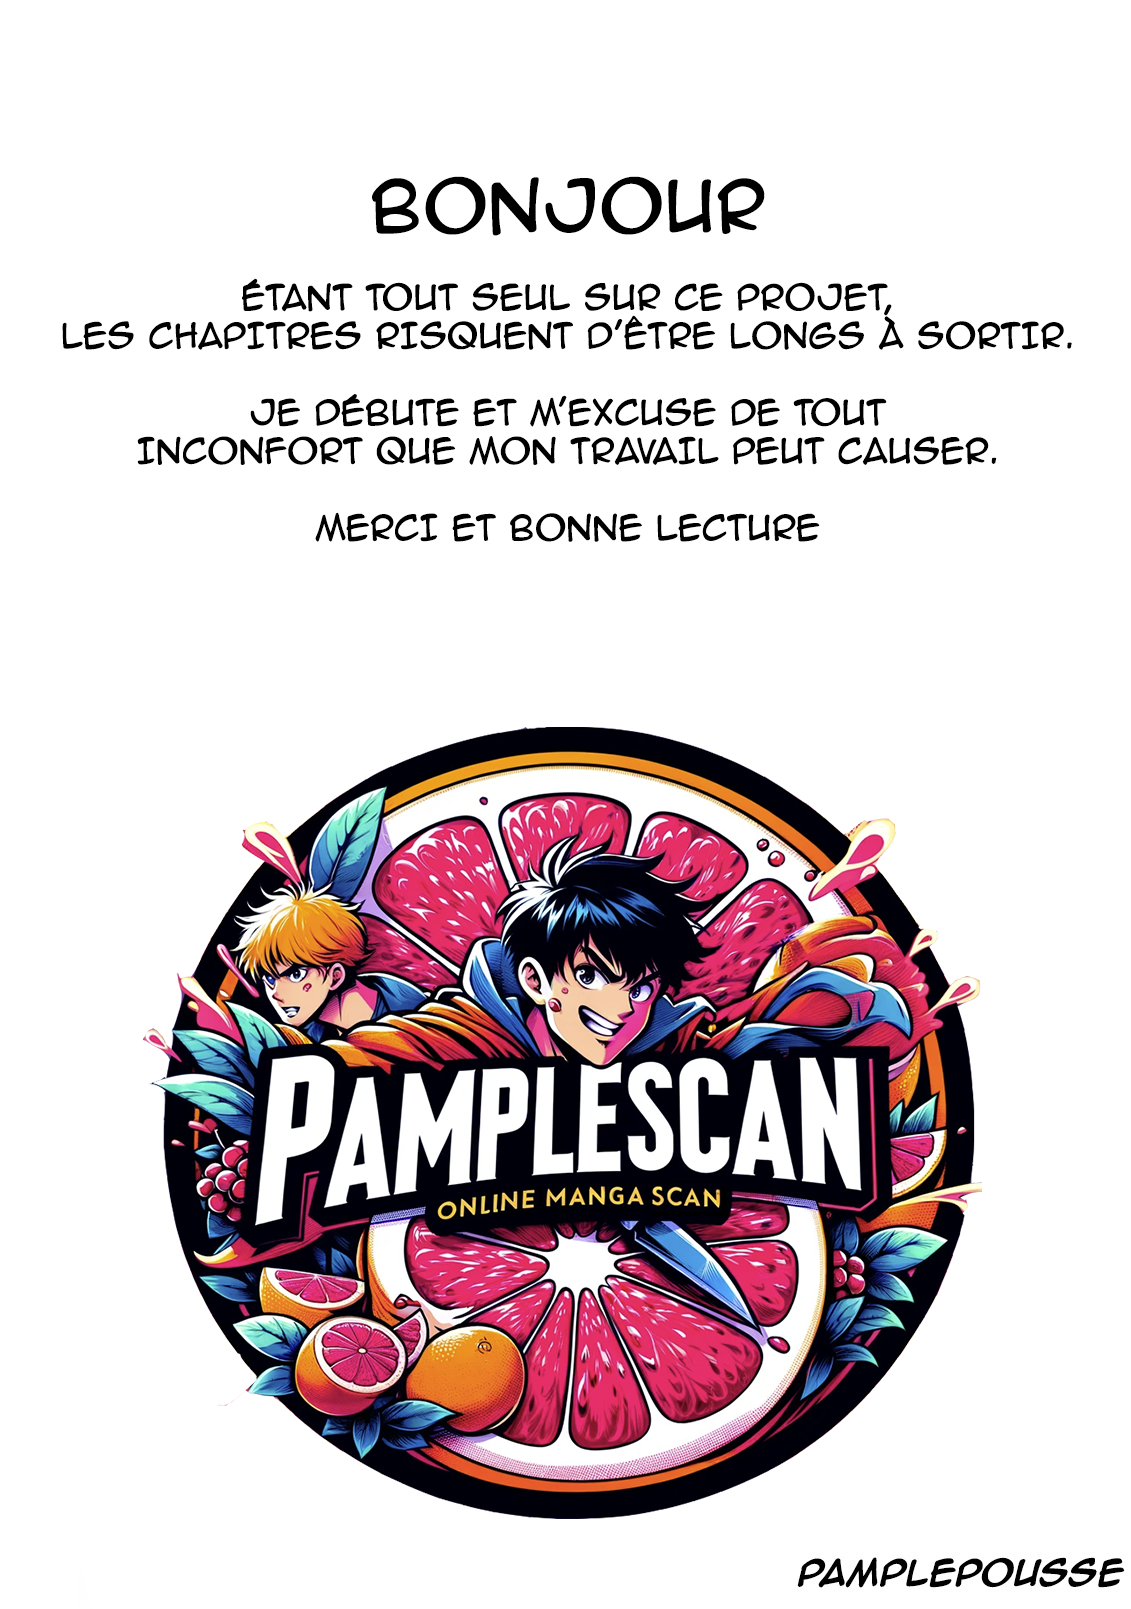 BONJOUR
ÉTANT TOUT SEUL SUR CE PROJET,
LES CHAPITRES RISQUENT D'ÊTRE LONGS À SORTIR.
JE DÉBUTE ET M'EXCUSE DE TOUT
INCONFORT QUE MON TRAVAIL PEUT CAUSER.
MERCI ET BONNE LECTURE
PAMPLESCAN
ONLINE MANGA SCAN
PAMPLEPOUSSE